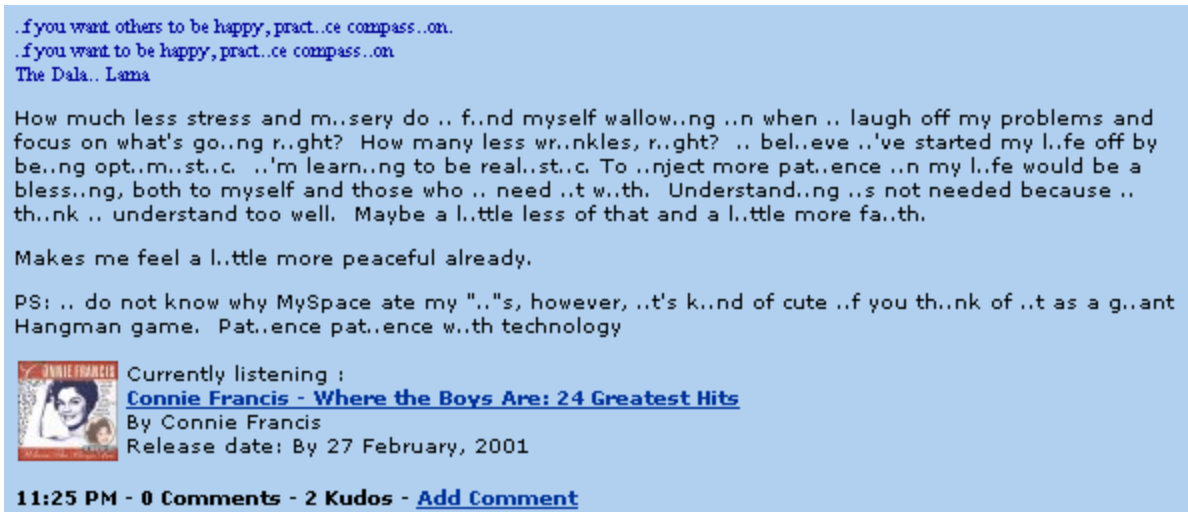 .f you want others to be happy, pract..ce compass..on.
.f you want to be happy, pract..ce compass..on
The Dala.. Lama
How much less stress and m..sery do .. f..nd myself wallow..ng ..n when .. laugh off my problems and
focus on what's go..ng r..ght?  How many less wr..nkles, r..ght?  .. bel..eve ..'ve started my l..fe off by
be..ng opt..m..st..c.  ..'m learn..ng to be real..st..c. To ..nject more pat..ence ..n my l..fe would be a
bless..ng, both to myself and those who .. need ..t w..th.  Understand..ng ..s not needed because ..
th..nk .. understand too well.  Maybe a l..ttle less of that and a l..ttle more fa..th.
Makes me feel a l..ttle more peaceful already.
PS: .. do not know why MySpace ate my ".."s, however, ..t's k..nd of cute ..f you th..nk of ..t as a g..ant
Hangman game.  Pat..ence pat..ence w..th technology
CONNIE FRANCIS
Currently listening :
Connie Francis - Where the Boys Are: 24 Greatest Hits
By Connie Francis
Release date: By 27 February, 2001
11:25 PM - 0 Comments - 2 Kudos - Add Comment